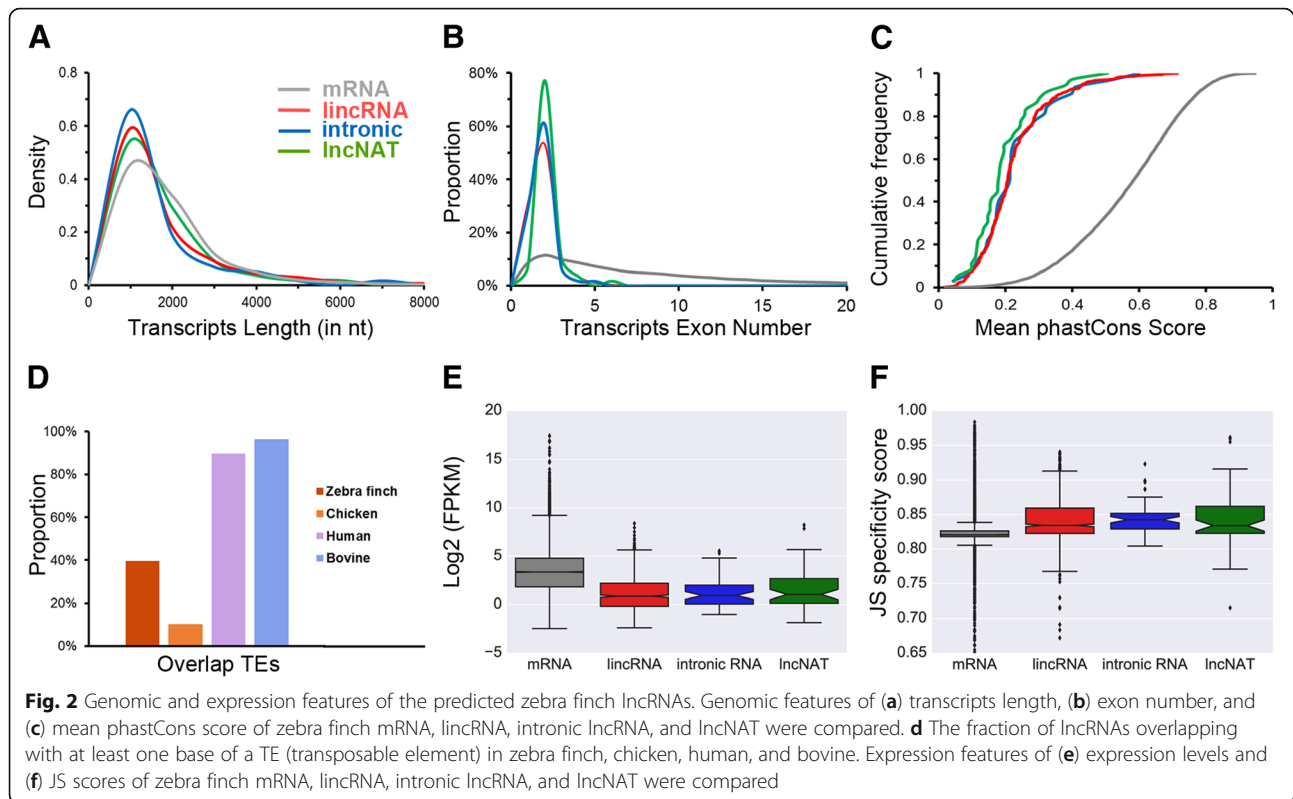 A
0.8
0.6
0.4
0.2
0
Density
0
2000
4000
6000
8000
Transcripts Length (in nt)
mRNA
lincRNA
intronic
lncNAT
B
80%
60%
40%
20%
0%
Proportion
0
5
10
15
20
Transcripts Exon Number
C
1
0.8
0.6
0.4
0.2
0
Cumulative frequency
0
0.2
0.4
0.6
0.8
1
Mean phastCons Score
D
100%
80%
60%
40%
20%
0%
Proportion
Overlap TEs
Zebra finch
Chicken
Human
Bovine
E
20
15
10
5
0
−5
Log2 (FPKM)
mRNA
lincRNA
intronic RNA
lncNAT
F
1.00
0.95
0.90
0.85
0.80
0.75
0.70
0.65
JS specificity score
mRNA
lincRNA
intronic RNA
lncNAT
Fig. 2 Genomic and expression features of the predicted zebra finch lncRNAs. Genomic features of (a) transcripts length, (b) exon number, and
(c) mean phastCons score of zebra finch mRNA, lincRNA, intronic lncRNA, and lncNAT were compared. d The fraction of lncRNAs overlapping
with at least one base of a TE (transposable element) in zebra finch, chicken, human, and bovine. Expression features of (e) expression levels and
(f) JS scores of zebra finch mRNA, lincRNA, intronic lncRNA, and lncNAT were compared